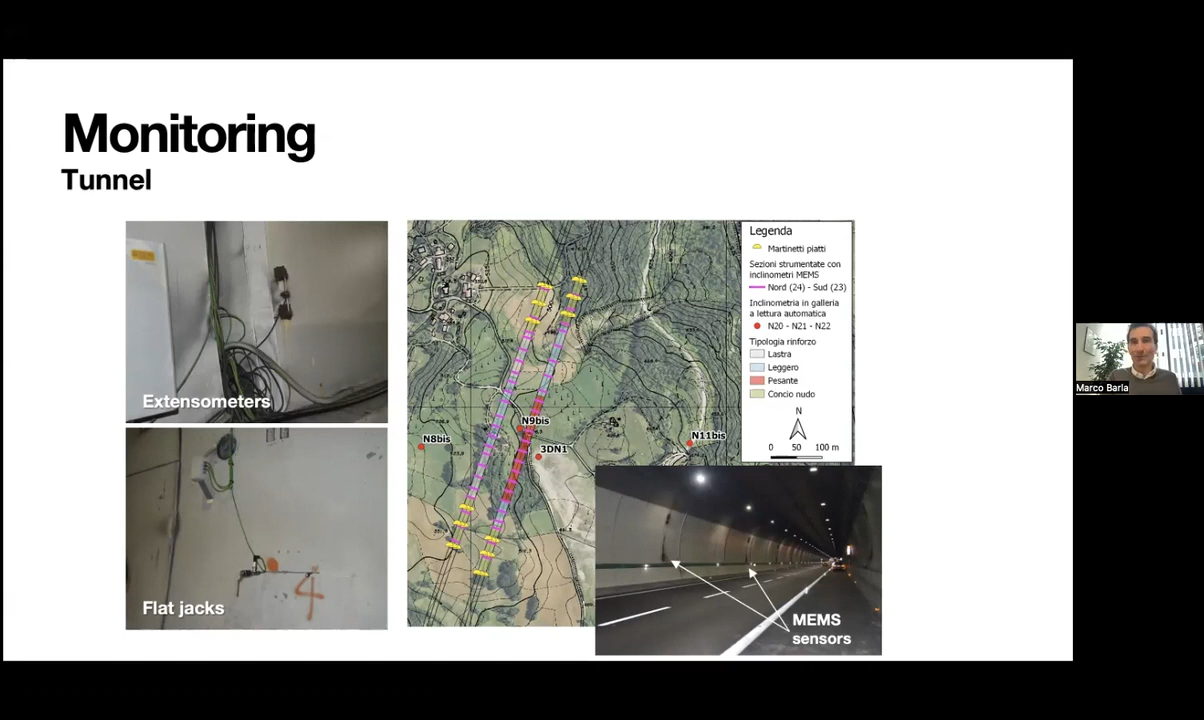 Monitoring
Tunnel
Extensometers
Flat jacks
4
N8bis
N9bis
3DN1
N11bis
Legenda
Martinetti piatti
Sezioni strumentate con
inclinometri MEMS
Nord (24) - Sud (23)
Inclinometria in galleria
a lettura automatica
N20 - N21 - N22
Tipologia rinforzo
Lastra
Leggero
Pesante
Concio nudo
N
0 50 100 m
MEMS
sensors
Marco Barla